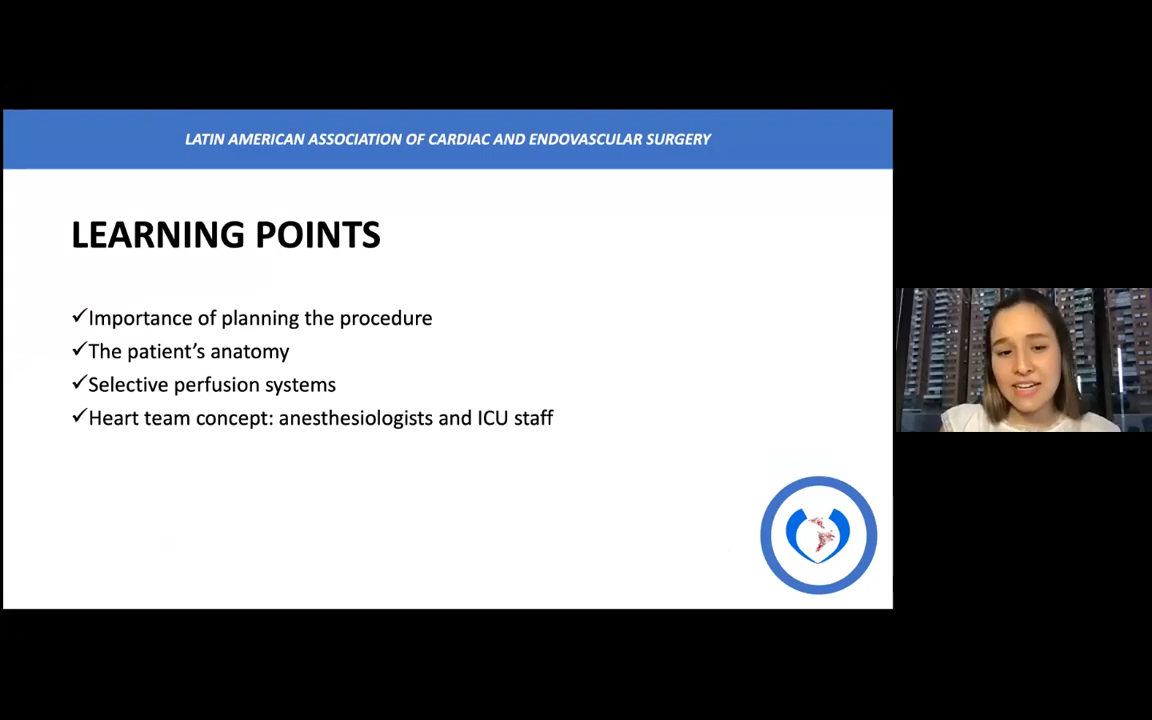 LATIN AMERICAN ASSOCIATION OF CARDIAC AND ENDOVASCULAR SURGERY
LEARNING POINTS
✓Importance of planning the procedure
✓The patient’s anatomy
✓Selective perfusion systems
✓Heart team concept: anesthesiologists and ICU staff